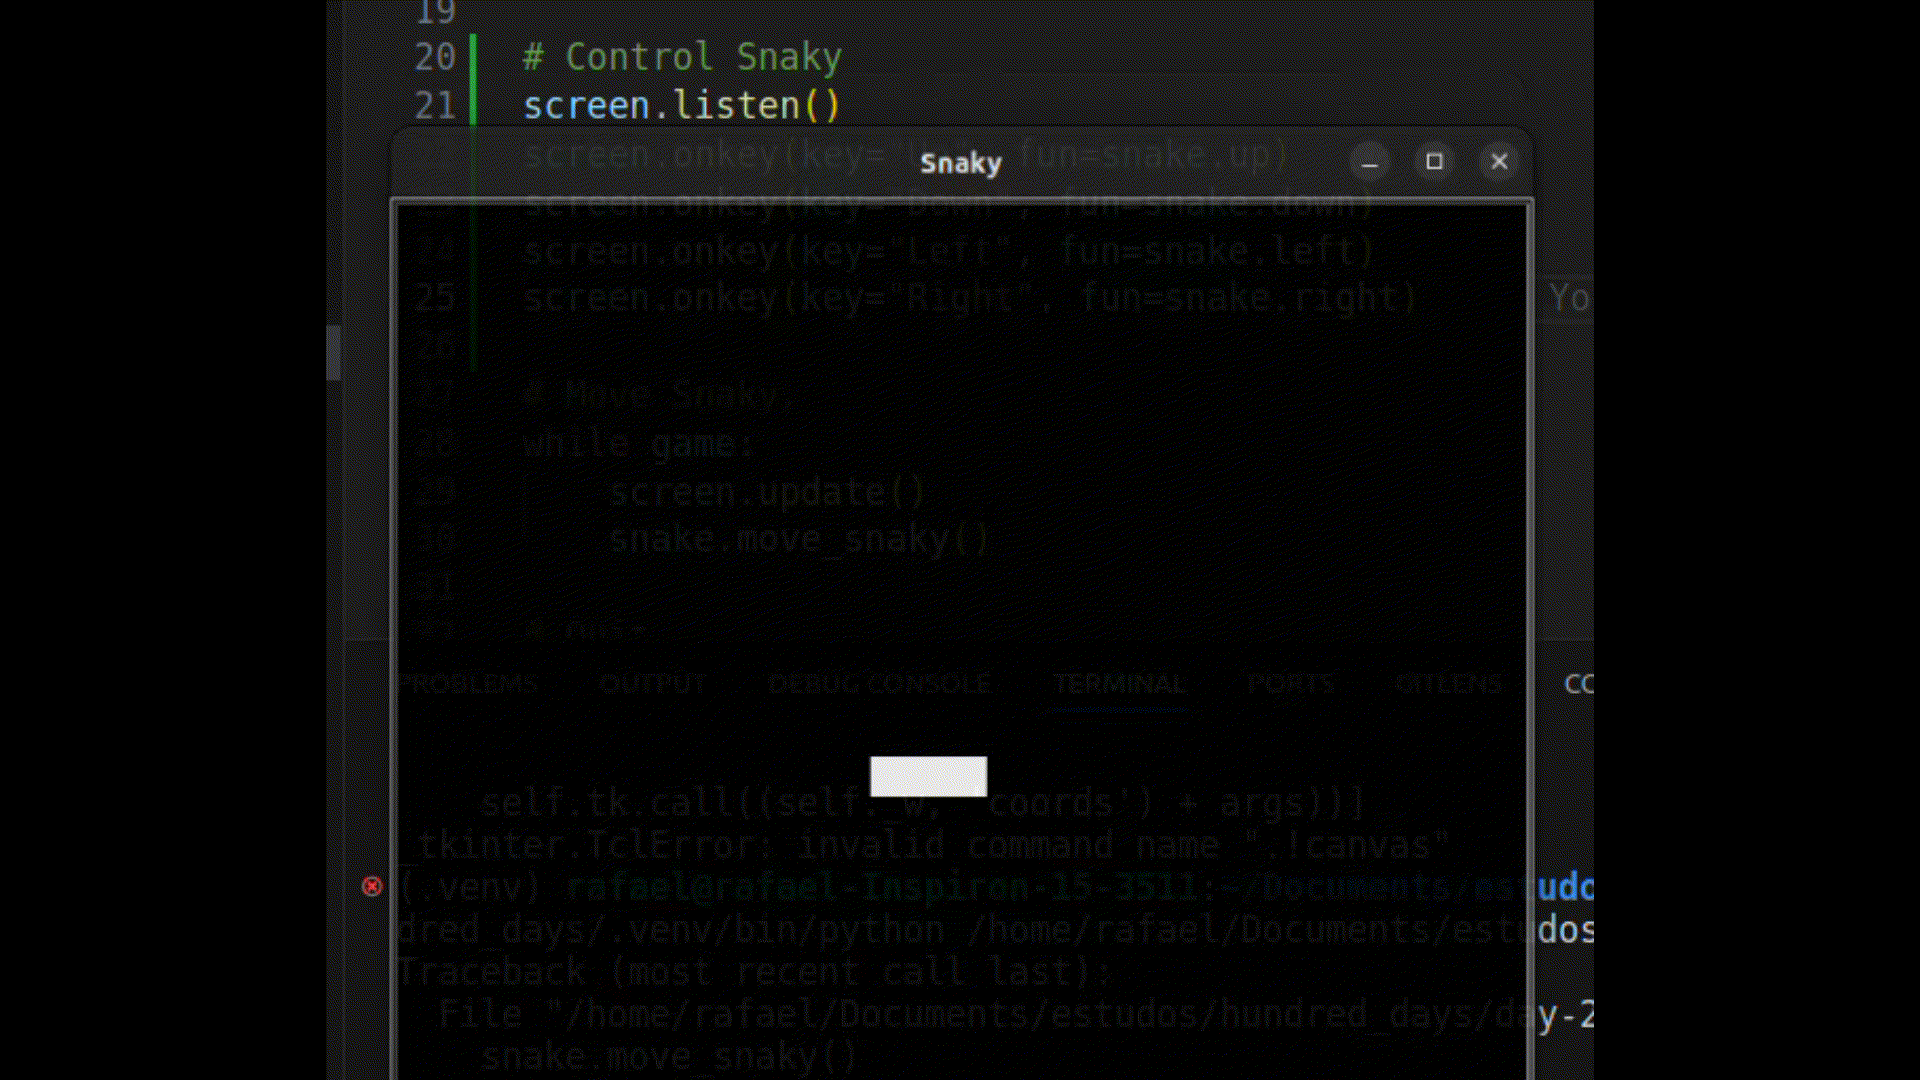 19
20 # Control Snaky
21 screen.listen()
screen.onkey(key= fun=snake.up)
Snaky
screen.onkey(key="Down", fun=snake.down)
24 screen.onkey(key="Left", fun=snake.left)
25 screen.onkey(key="Right", fun=snake.right)
Yo
26
27 # Move Snaky.
28 while game:
29 screen.update()
30 snake.move_snaky()
31
PROBLEMS OUTPUT DEBUG CONSOLE TERMINAL PORTS GITLENS CO
self.tk.call((self._w, 'coords') + args))]
_tkinter.TclError: invalid command name ".!canvas"
(.venv) rafael@rafael-Inspiron-15-3511:~/Documents/estudo
dred_days/.venv/bin/python /home/rafael/Documents/estudos
Traceback (most recent call last):
File "/home/rafael/Documents/estudos/hundred_days/day-2
snake.move_snaky()